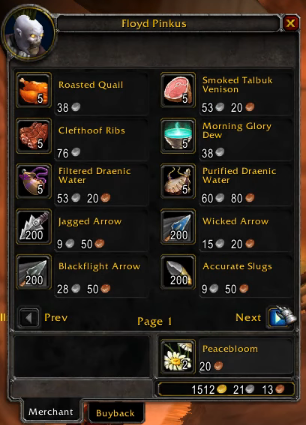 Floyd Pinkus
Roasted Quail
5
38
Smoked Talbuk
Venison
5
53 20
Clefthoof Ribs
5
76
Morning Glory
Dew
5
38
Filtered Draenic
Water
5
53 20
Purified Draenic
Water
5
60 80
Jagged Arrow
200
9 50
Wicked Arrow
200
15 20
Blackflight Arrow
200
28 50
Accurate Slugs
200
9 50
Prev
Page 1
Next
Peacebloom
2
20
1512 21 13
Merchant
Buyback